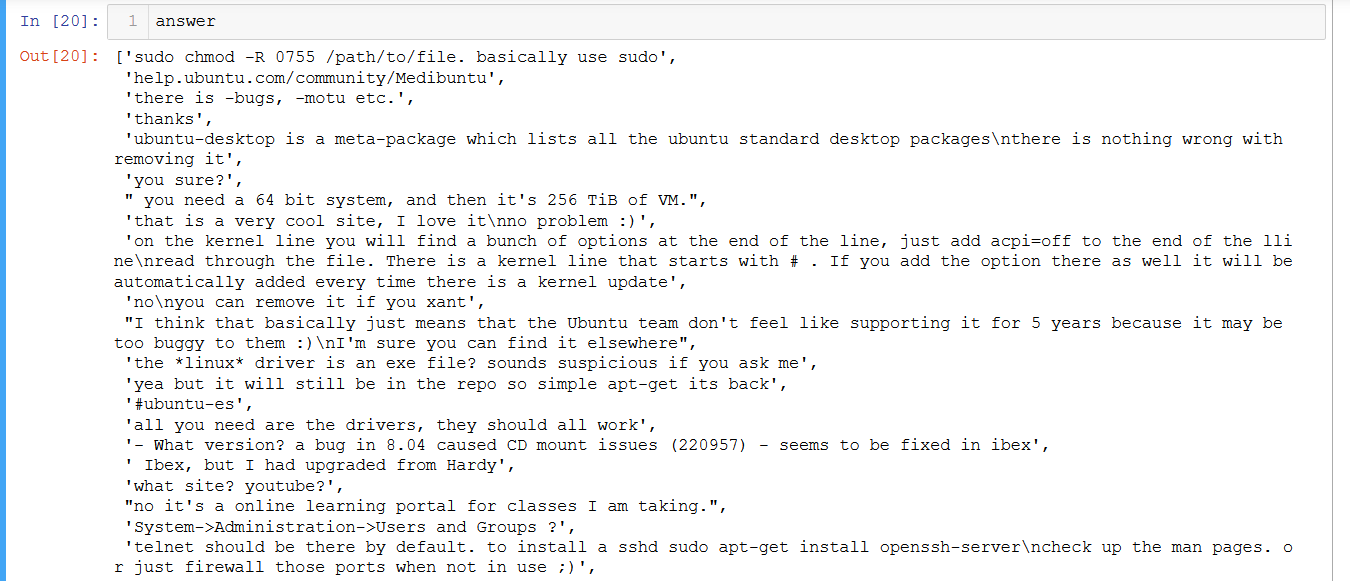 In [20]: 1 answer
Out[20]: ['sudo chmod -R 0755 /path/to/file. basically use sudo',
'help.ubuntu.com/community/Medibuntu',
'there is -bugs, -motu etc.',
'thanks',
'ubuntu-desktop is a meta-package which lists all the ubuntu standard desktop packages\nthere is nothing wrong with
removing it',
'you sure?',
" you need a 64 bit system, and then it's 256 TiB of VM.",
'that is a very cool site, I love it\nno problem :)',
'on the kernel line you will find a bunch of options at the end of the line, just add acpi=off to the end of the lli
ne\nread through the file. There is a kernel line that starts with # . If you add the option there as well it will be
automatically added every time there is a kernel update',
'no\nyou can remove it if you xant',
"I think that basically just means that the Ubuntu team don't feel like supporting it for 5 years because it may be
too buggy to them :)\nI'm sure you can find it elsewhere",
'the *linux* driver is an exe file? sounds suspicious if you ask me',
'yea but it will still be in the repo so simple apt-get its back',
'#ubuntu-es',
'all you need are the drivers, they should all work',
'- What version? a bug in 8.04 caused CD mount issues (220957) - seems to be fixed in ibex',
' Ibex, but I had upgraded from Hardy',
'what site? youtube?',
"no it's a online learning portal for classes I am taking.",
'System->Administration->Users and Groups ?',
'telnet should be there by default. to install a sshd sudo apt-get install openssh-server\ncheck up the man pages. o
r just firewall those ports when not in use ;)',